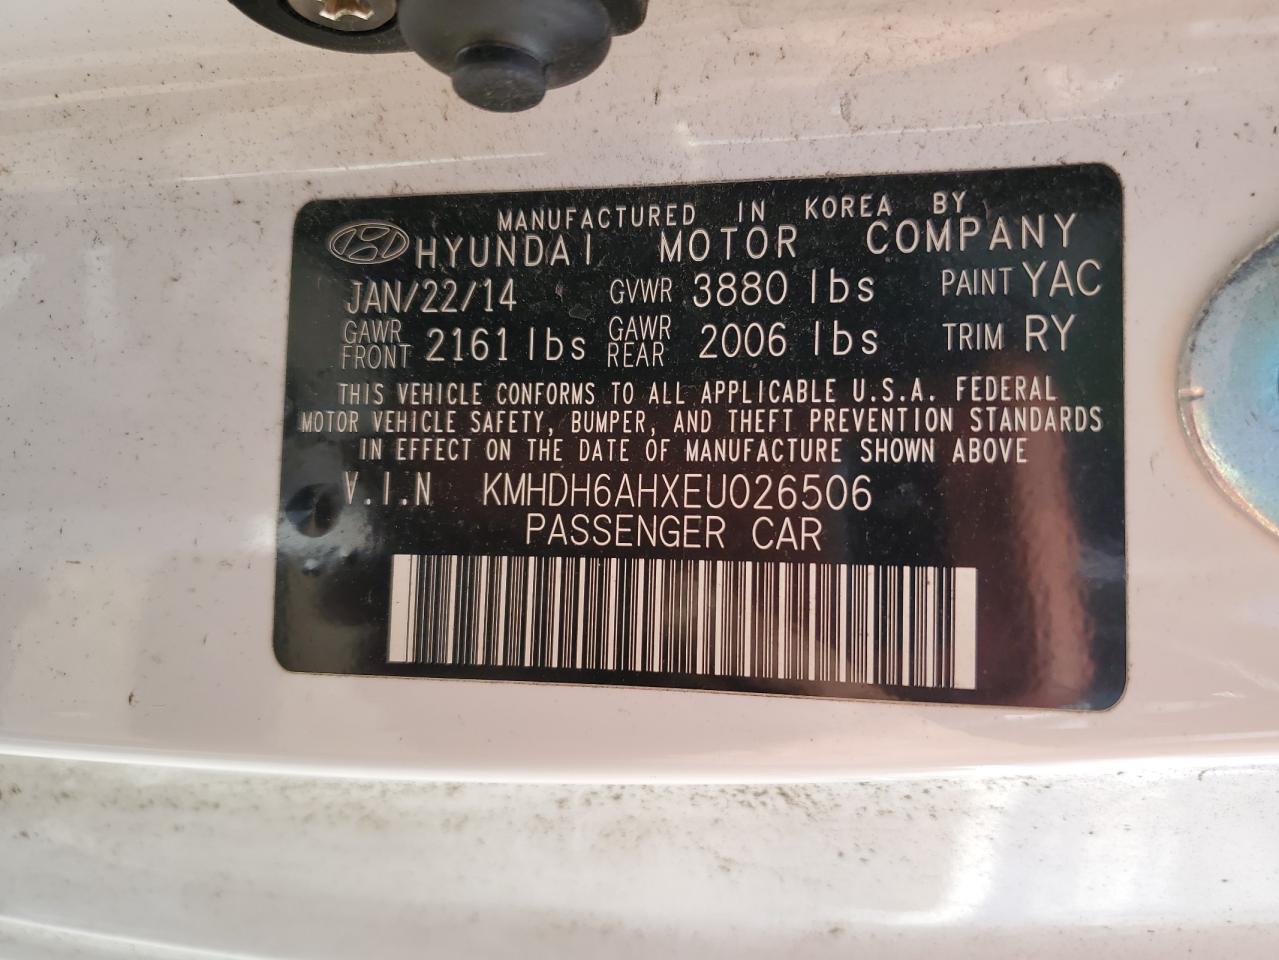 MANUFACTURED IN KOREA BY
HYUNDAI MOTOR COMPANY
JAN/22/14 GVWR 3880 lbs PAINT YAC
GAWR FRONT 2161 lbs GAWR REAR 2006 lbs TRIM RY
THIS VEHICLE CONFORMS TO ALL APPLICABLE U.S.A. FEDERAL
MOTOR VEHICLE SAFETY, BUMPER, AND THEFT PREVENTION STANDARDS
IN EFFECT ON THE DATE OF MANUFACTURE SHOWN ABOVE
V.I.N KMHDH6AHXEU026506
PASSENGER CAR